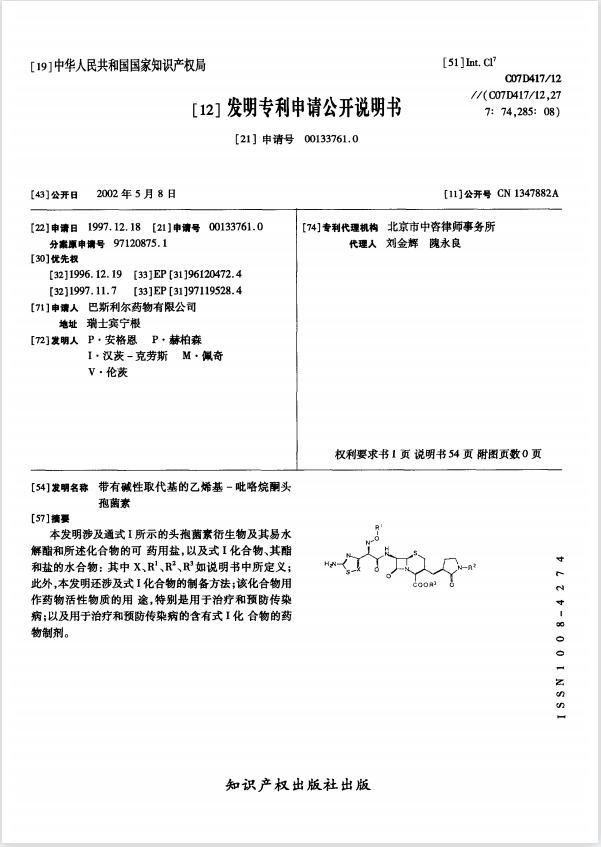 [19]中华人民共和国国家知识产权局
[51]Int. Cl⁷
C07D417/12
//(C07D417/12,27
7: 74,285: 08)
[12] 发明专利申请公开说明书
[21] 申请号 00133761.0
[43]公开日 2002 年 5 月 8 日
[11]公开号 CN 1347882A
[22]申请日 1997.12.18 [21]申请号 00133761.0
分案原申请号 97120875.1
[30]优先权
[32]1996.12.19 [33]EP [31]96120472.4
[32]1997.11.7 [33]EP [31]97119528.4
[71]申请人 巴斯利尔药物有限公司
地址 瑞士宾宁根
[72]发明人 P·安格恩 P·赫柏森
I·汉茨-克劳斯 M·佩奇
V·伦茨
[74]专利代理机构 北京市中咨律师事务所
代理人 刘金辉 隗永良
权利要求书 1 页 说明书 54 页 附图页数 0 页
[54]发明名称 带有碱性取代基的乙烯基-吡咯烷酮头
孢菌素
[57]摘要
本发明涉及通式 I 所示的头孢菌素衍生物及其易水
解酯和所述化合物的可 药用盐,以及式 I 化合物、其酯
和盐的水合物: 其中 X、R¹、R²、R³如说明书中所定义;
此外,本发明还涉及式 I 化合物的制备方法;该化合物用
作药物活性物质的用 途,特别是用于治疗和预防传染
病;以及用于治疗和预防传染病的含有式 I 化 合物的药
物制剂。
R¹
N
O
H₂N
N
S
X
O
H
N
S
O
N
COOR³
O
N-R²
ISSN1008-4274
知识产权出版社出版